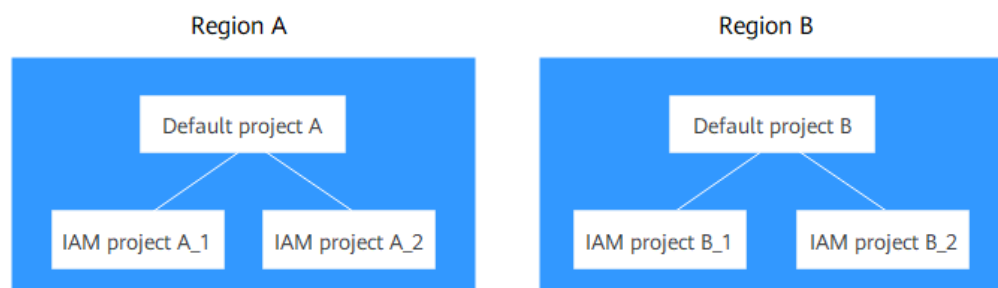 Region A
Region B
Default project A
Default project B
IAM project A_1
IAM project A_2
IAM project B_1
IAM project B_2